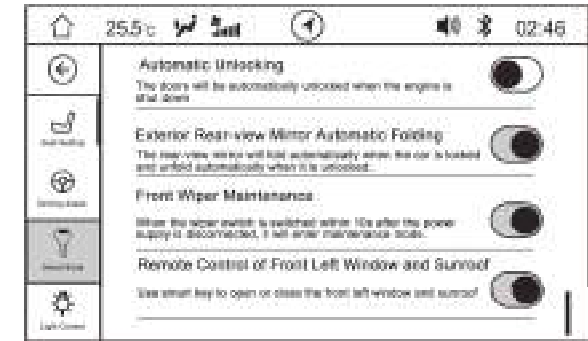 25.5℃
02:46
Automatic Unlocking
The doors will be automatically unlocked when the engine is
shut down
Exterior Rear-view Mirror Automatic Folding
The rear-view mirror will fold automatically when the car is locked
and unfold automatically when it is unlocked.
Front Wiper Maintenance
When the wiper switch is switched within 10s after the power
supply is disconnected, it will enter maintenance mode.
Remote Control of Front Left Window and Sunroof
Use smart key to open or close the front left window and sunroof
Light Control